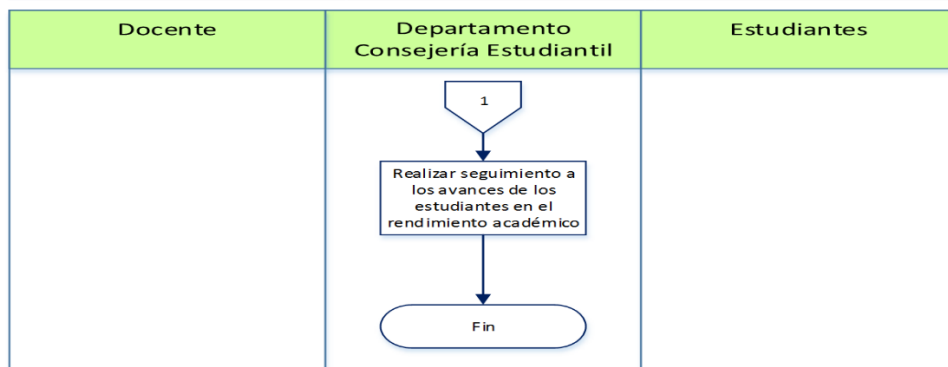 Docente
Departamento
Consejería Estudiantil
Estudiantes
1
Realizar seguimiento a
los avances de los
estudiantes en el
rendimiento académico
Fin